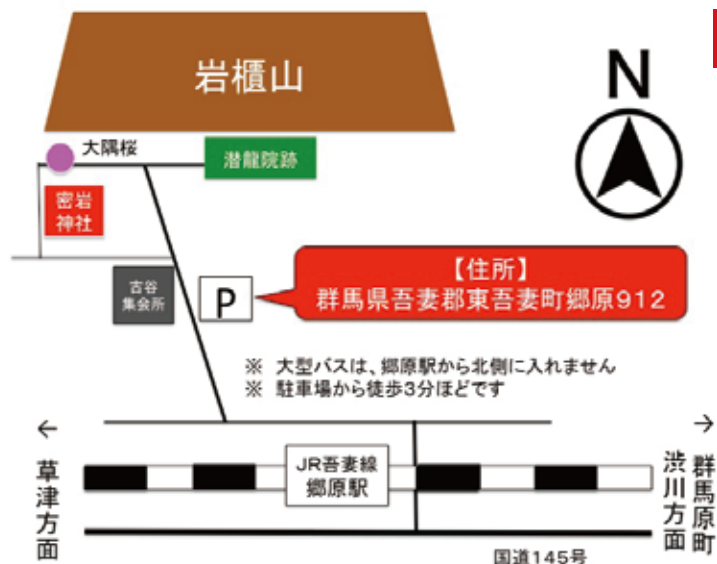 岩櫃山
N
大隅桜
潜龍院跡
密岩
神社
【住所】
群馬県吾妻郡東吾妻町郷原912
古谷
集会所
P
※ 大型バスは、郷原駅から北側に入れません
※ 駐車場から徒歩3分ほどです
←
草津方面
JR吾妻線
郷原駅
→
群馬原町
渋川方面
国道145号